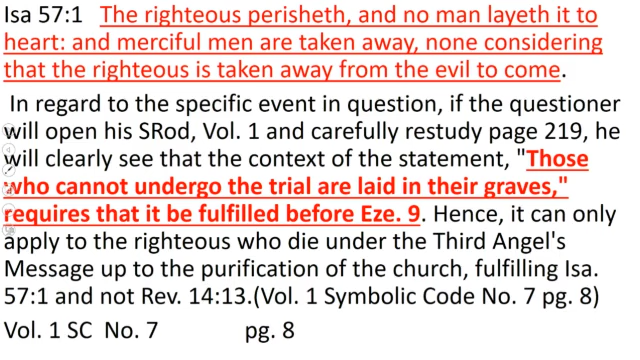 Isa 57:1 The righteous perisheth, and no man layeth it to
heart: and merciful men are taken away, none considering
that the righteous is taken away from the evil to come.
In regard to the specific event in question, if the questioner
will open his SRod, Vol. 1 and carefully restudy page 219, he
will clearly see that the context of the statement, "Those
who cannot undergo the trial are laid in their graves,"
requires that it be fulfilled before Eze. 9. Hence, it can only
apply to the righteous who die under the Third Angel's
Message up to the purification of the church, fulfilling Isa.
57:1 and not Rev. 14:13.(Vol. 1 Symbolic Code No. 7 pg. 8)
Vol. 1 SC No. 7 pg. 8